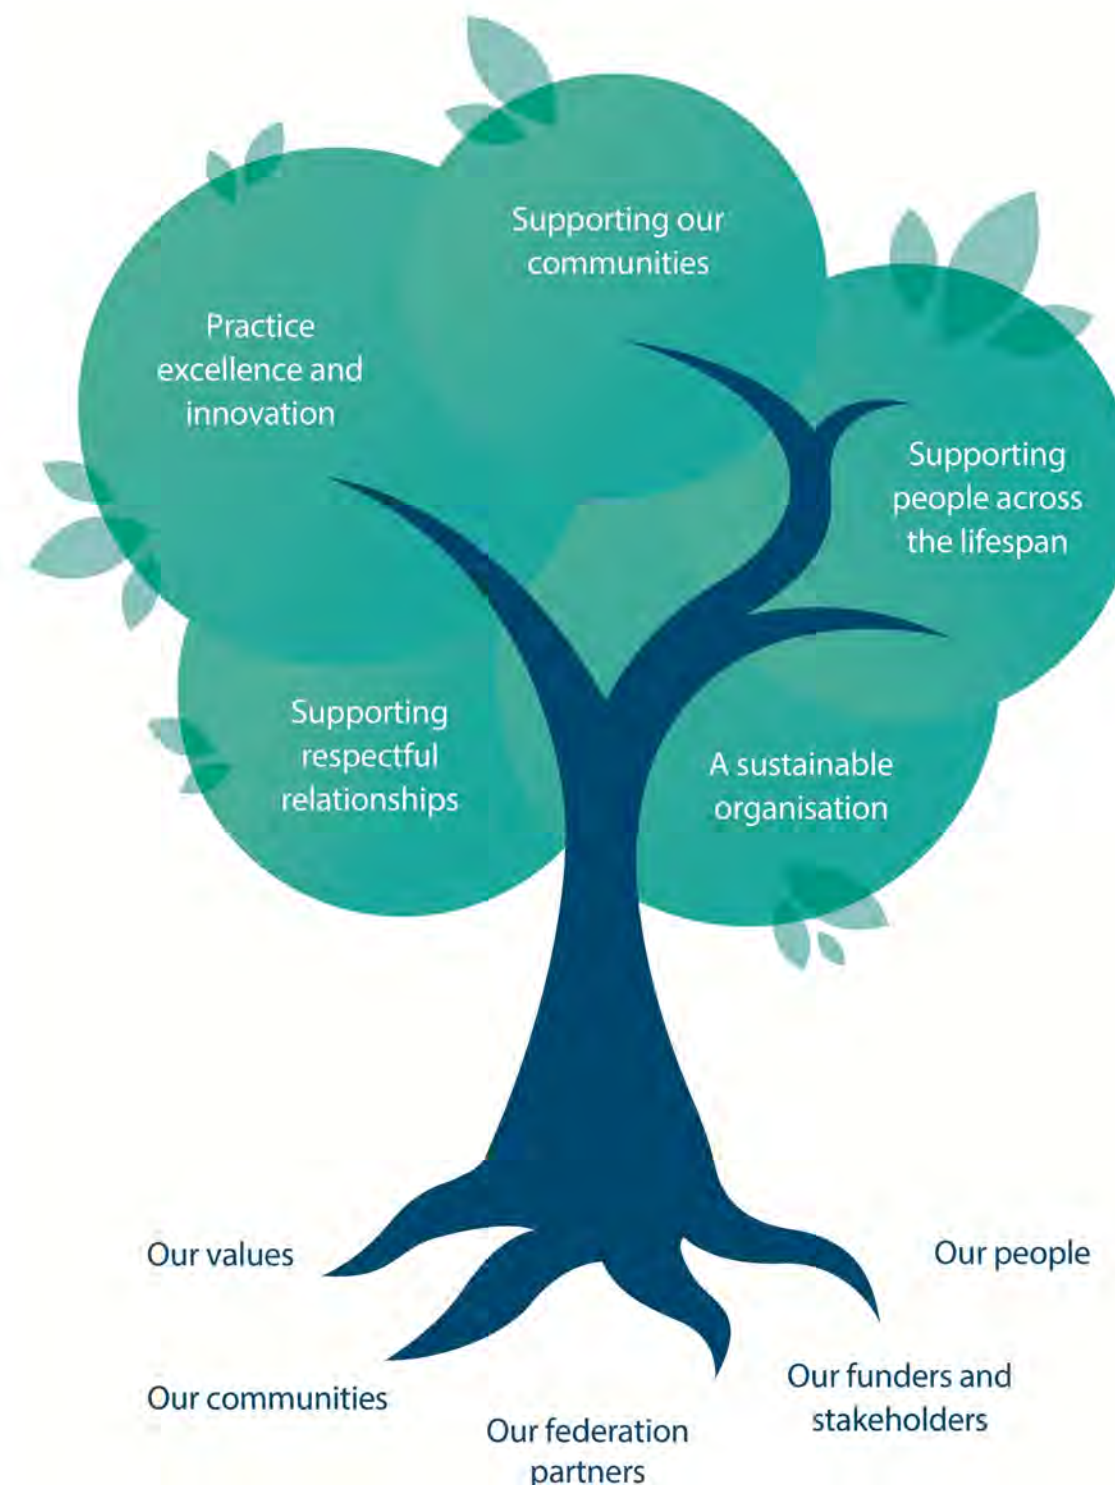 Supporting our
communities
Practice
excellence and
innovation
Supporting
people across
the lifespan
Supporting
respectful
relationships
A sustainable
organisation
Our values
Our people
Our communities
Our funders and
stakeholders
Our federation
partners